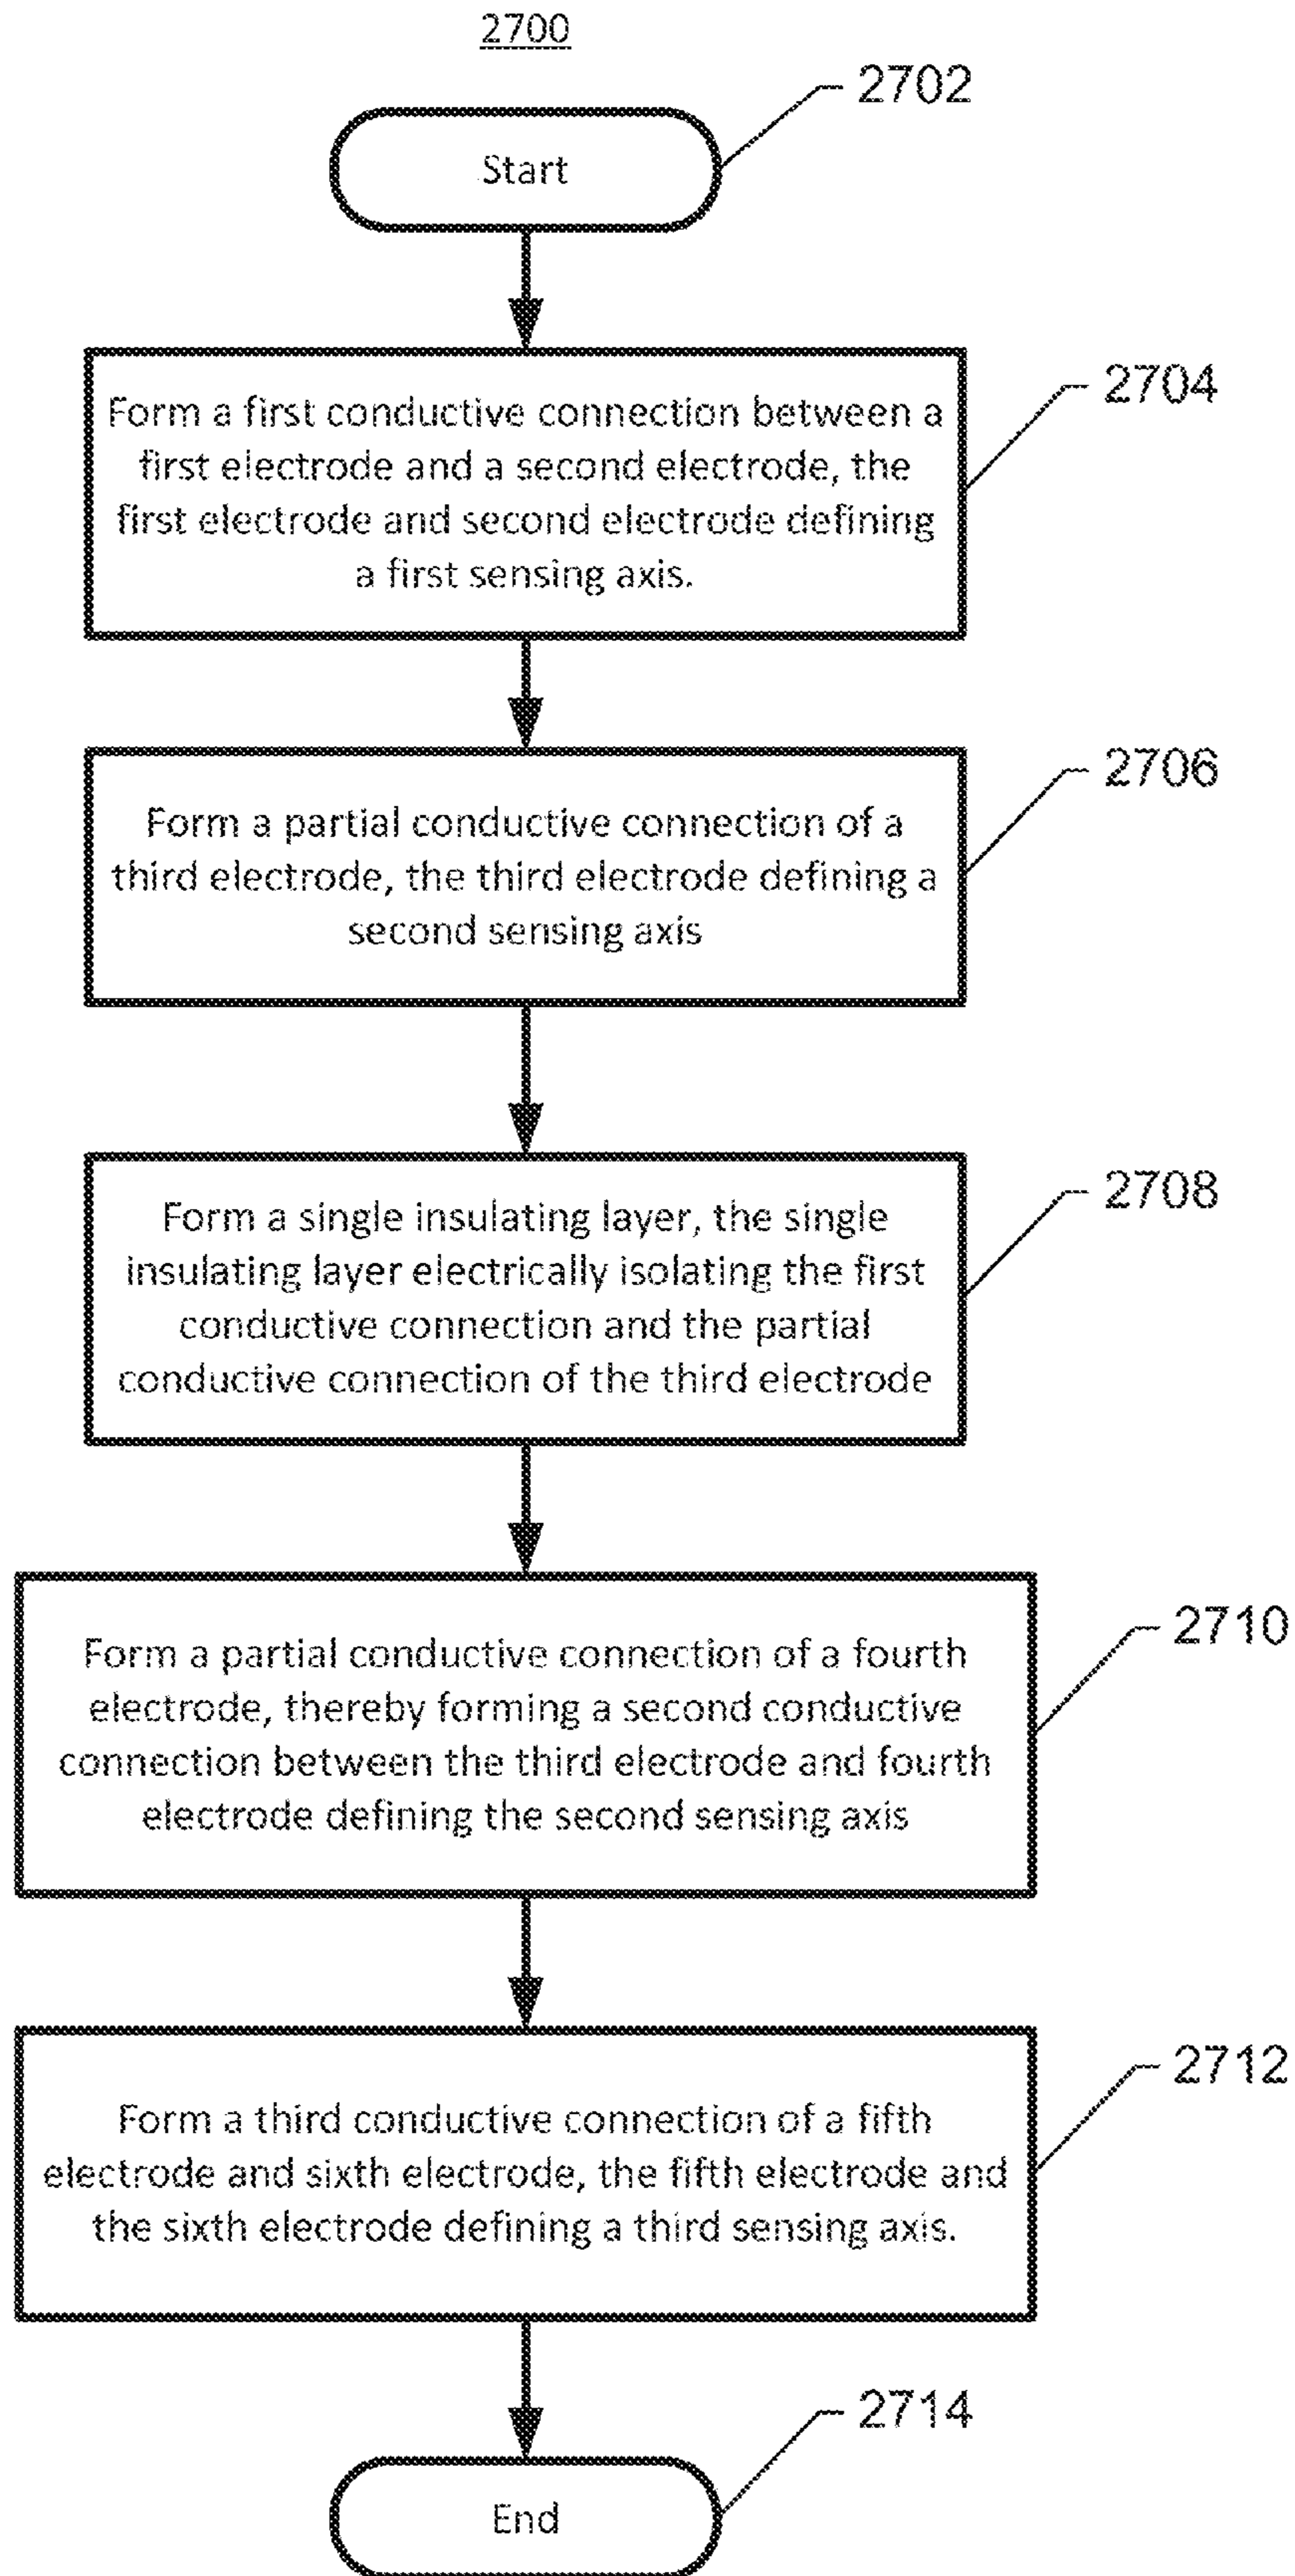 2700
2702
Start
2704
Form a first conductive connection between a
first electrode and a second electrode, the
first electrode and second electrode defining
a first sensing axis.
2706
Form a partial conductive connection of a
third electrode, the third electrode defining a
second sensing axis
2708
Form a single insulating layer, the single
insulating layer electrically isolating the first
conductive connection and the partial
conductive connection of the third electrode
2710
Form a partial conductive connection of a fourth
electrode, thereby forming a second conductive
connection between the third electrode and fourth
electrode defining the second sensing axis
2712
Form a third conductive connection of a fifth
electrode and sixth electrode, the fifth electrode and
the sixth electrode defining a third sensing axis.
2714
End